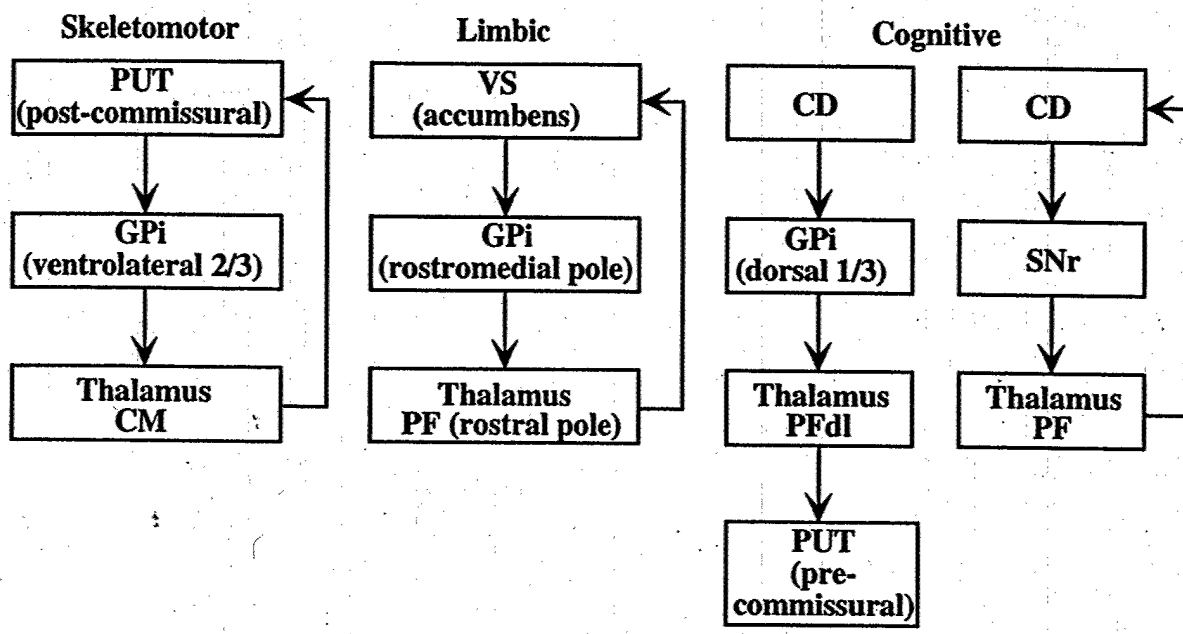 Skeletomotor
PUT
(post-commissural)
GPi
(ventrolateral 2/3)
Thalamus
CM
Limbic
VS
(accumbens)
GPi
(rostromedial pole)
Thalamus
PF (rostral pole)
Cognitive
CD
GPi
(dorsal 1/3)
Thalamus
PFdl
PUT
(pre-
commissural)
CD
SNr
Thalamus
PF